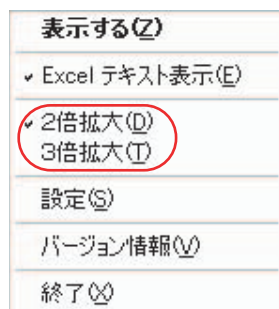 表示する(Z)
✓ Excel テキスト表示(E)
✓ 2倍拡大(D)
3倍拡大(T)
設定(S)
バージョン情報(V)
終了(X)